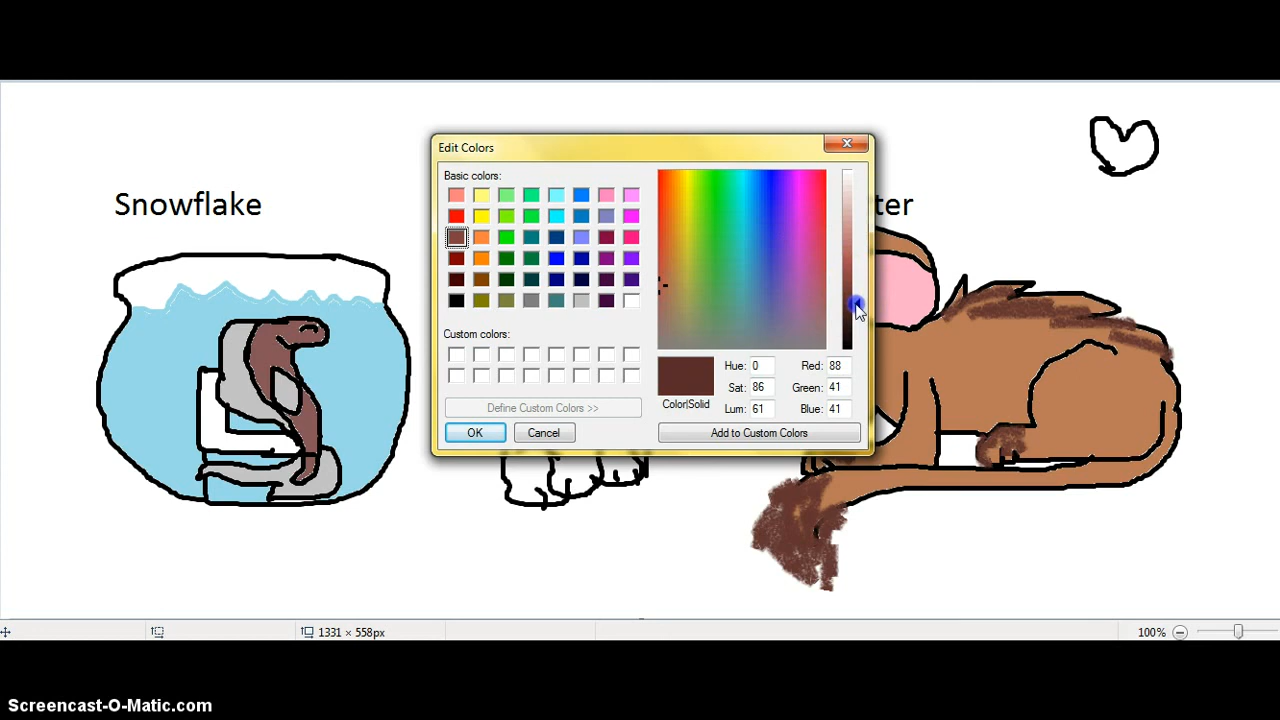 Edit Colors
Basic colors:
Snowflake
ter
Custom colors:
Hue: 0
Red: 88
Sat: 86
Green: 41
Color|Solid
Lum: 61
Blue: 41
Define Custom Colors >>
OK
Cancel
Add to Custom Colors
1331 × 558px
100%
Screencast-O-Matic.com